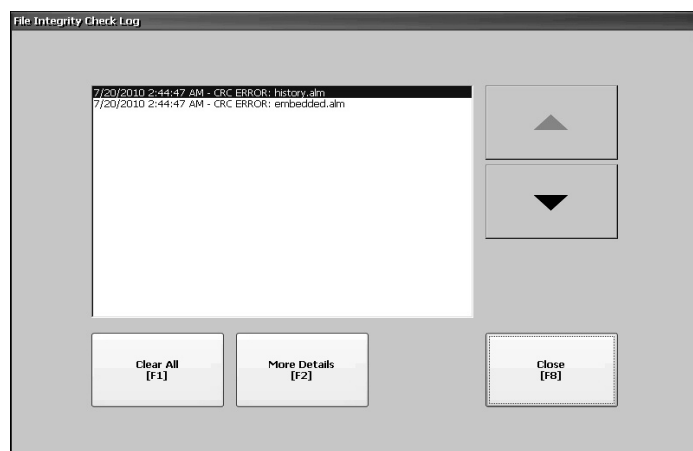 File Integrity Check Log
7/20/2010 2:44:47 AM - CRC ERROR: history.alm
7/20/2010 2:44:47 AM - CRC ERROR: embedded.alm
Clear All
[F1]
More Details
[F2]
Close
[F8]